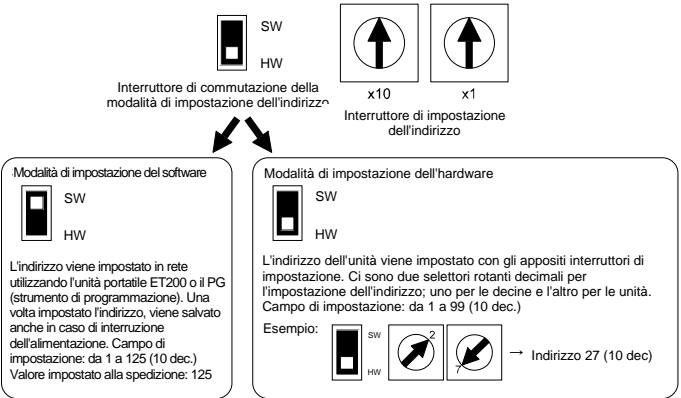 SW
HW
Interruttore di commutazione della
modalità di impostazione dell'indirizzo
x10
x1
Interruttore di impostazione
dell'indirizzo
Modalità di impostazione del software
SW
HW
L'indirizzo viene impostato in rete
utilizzando l'unità portatile ET200 o il PG
(strumento di programmazione). Una
volta impostato l'indirizzo, viene salvato
anche in caso di interruzione
dell'alimentazione. Campo di
impostazione: da 1 a 125 (10 dec.)
Valore impostato alla spedizione: 125
Modalità di impostazione dell'hardware
SW
HW
L'indirizzo dell'unità viene impostato con gli appositi interruttori di
impostazione. Ci sono due selettori rotanti decimali per
l'impostazione dell'indirizzo; uno per le decine e l'altro per le unità.
Campo di impostazione: da 1 a 99 (10 dec.)
Esempio:
SW
HW
2
7
→ Indirizzo 27 (10 dec)